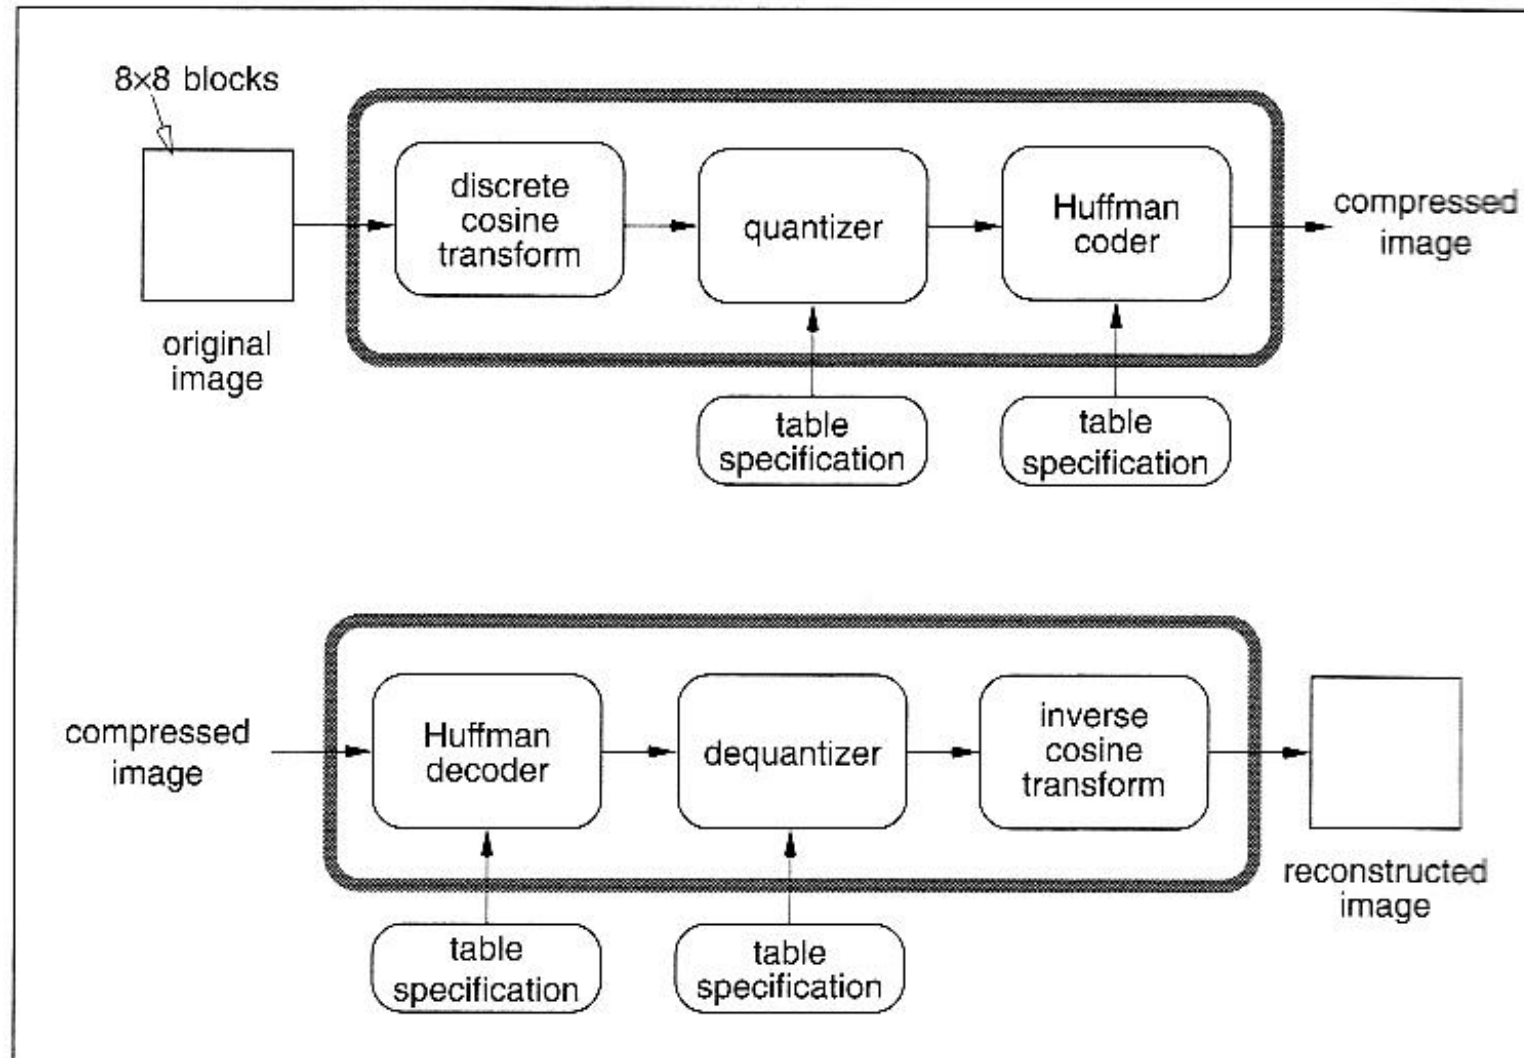 8×8 blocks
original
image
discrete
cosine
transform
quantizer
Huffman
coder
compressed
image
table
specification
table
specification
compressed
image
Huffman
decoder
dequantizer
inverse
cosine
transform
reconstructed
image
table
specification
table
specification